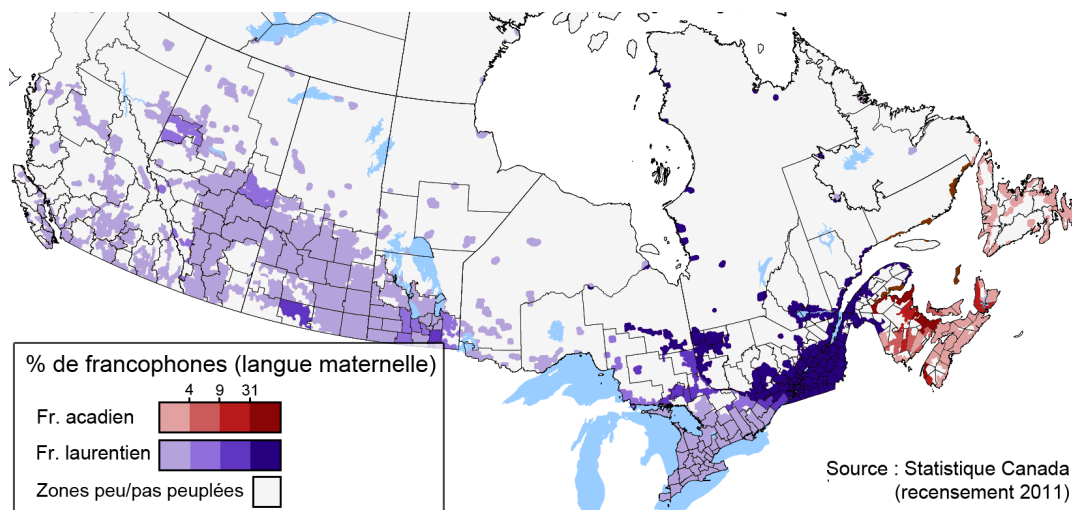 % de francophones (langue maternelle)
4 9 31
Fr. acadien
Fr. laurentien
Zones peu/pas peuplées
Source : Statistique Canada
(recensement 2011)